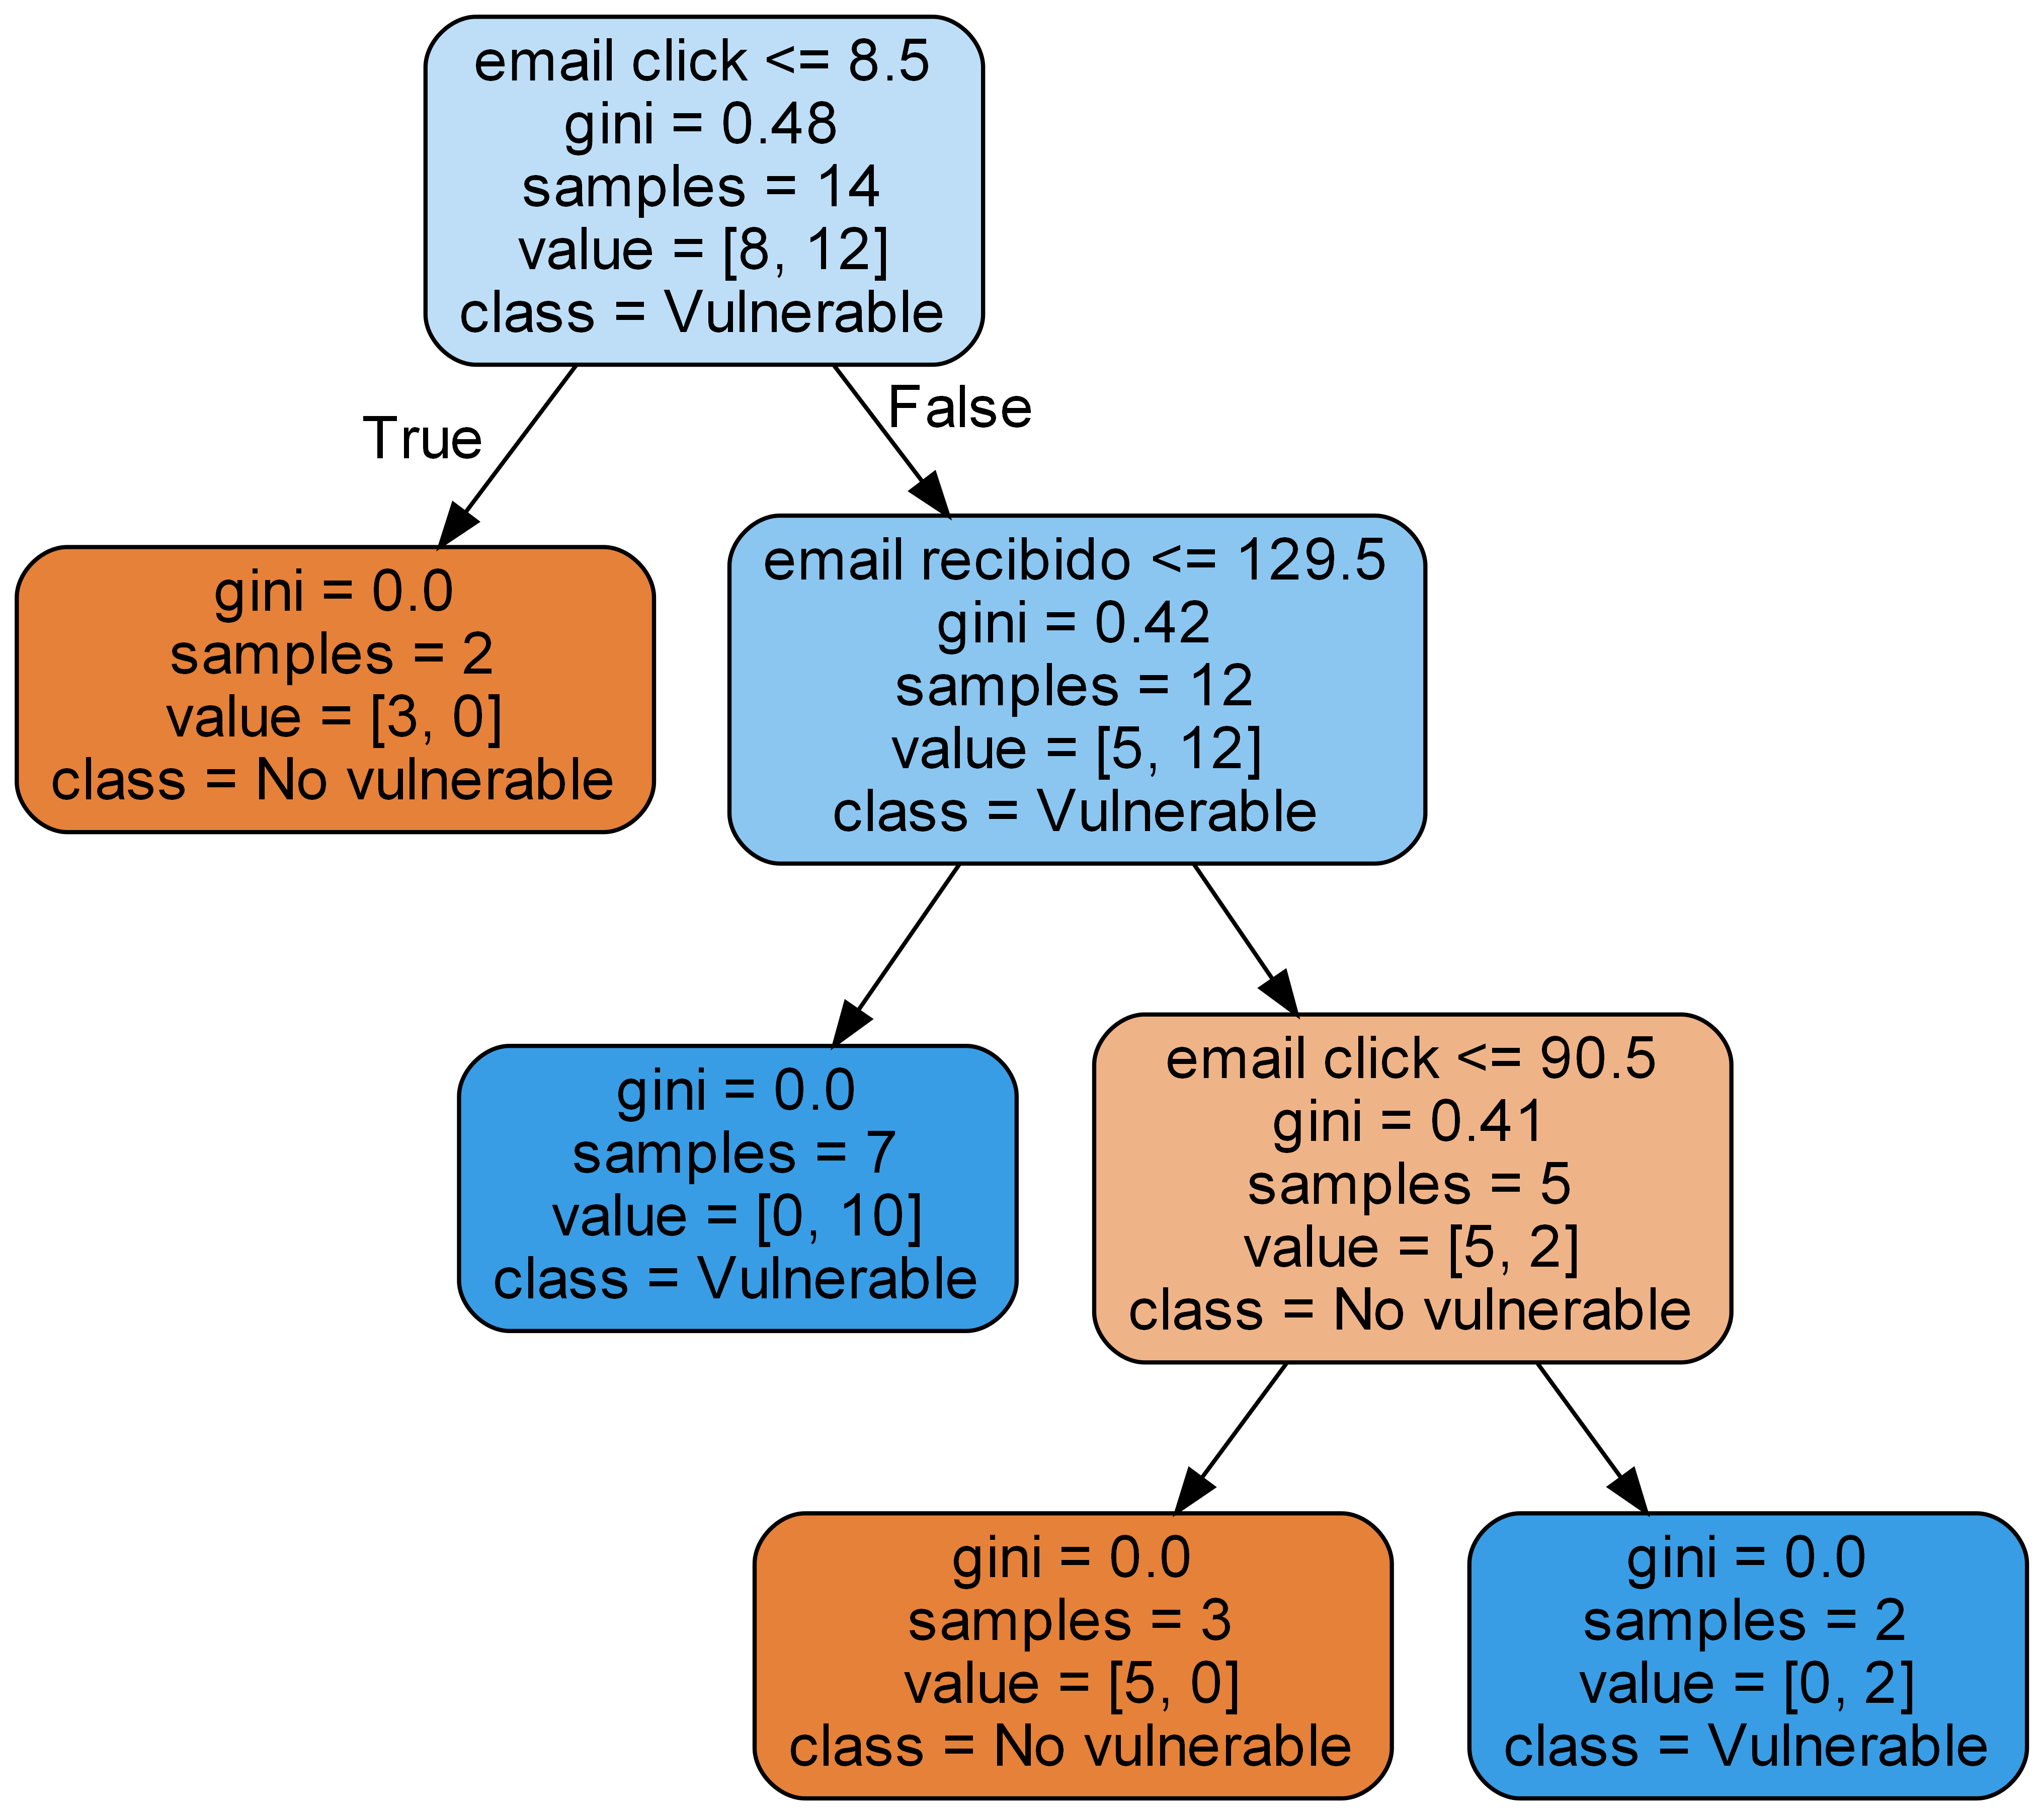 email click <= 8.5
gini = 0.48
samples = 14
value = [8, 12]
class = Vulnerable
True
False
gini = 0.0
samples = 2
value = [3, 0]
class = No vulnerable
email recibido <= 129.5
gini = 0.42
samples = 12
value = [5, 12]
class = Vulnerable
gini = 0.0
samples = 7
value = [0, 10]
class = Vulnerable
email click <= 90.5
gini = 0.41
samples = 5
value = [5, 2]
class = No vulnerable
gini = 0.0
samples = 3
value = [5, 0]
class = No vulnerable
gini = 0.0
samples = 2
value = [0, 2]
class = Vulnerable